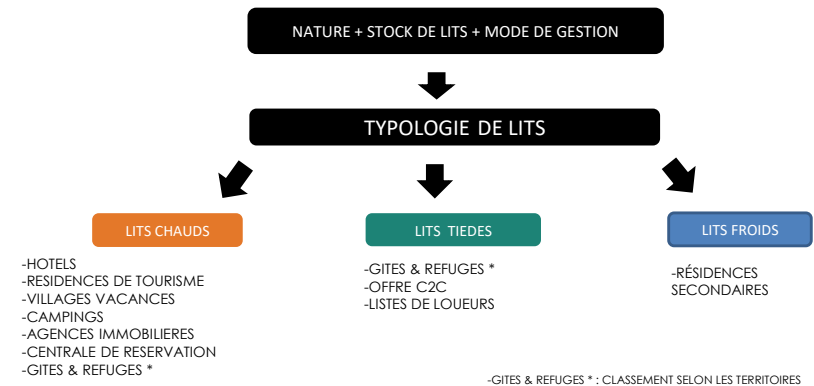 NATURE + STOCK DE LITS + MODE DE GESTION
TYPOLOGIE DE LITS
LITS CHAUDS
-HOTELS
-RESIDENCES DE TOURISME
-VILLAGES VACANCES
-CAMPINGS
-AGENCES IMMOBILIERES
-CENTRALE DE RESERVATION
-GITES & REFUGES *
LITS TIEDES
-GITES & REFUGES *
-OFFRE C2C
-LISTES DE LOUEURS
LITS FROIDS
-RÉSIDENCES
SECONDAIRES
-GITES & REFUGES * : CLASSEMENT SELON LES TERRITOIRES